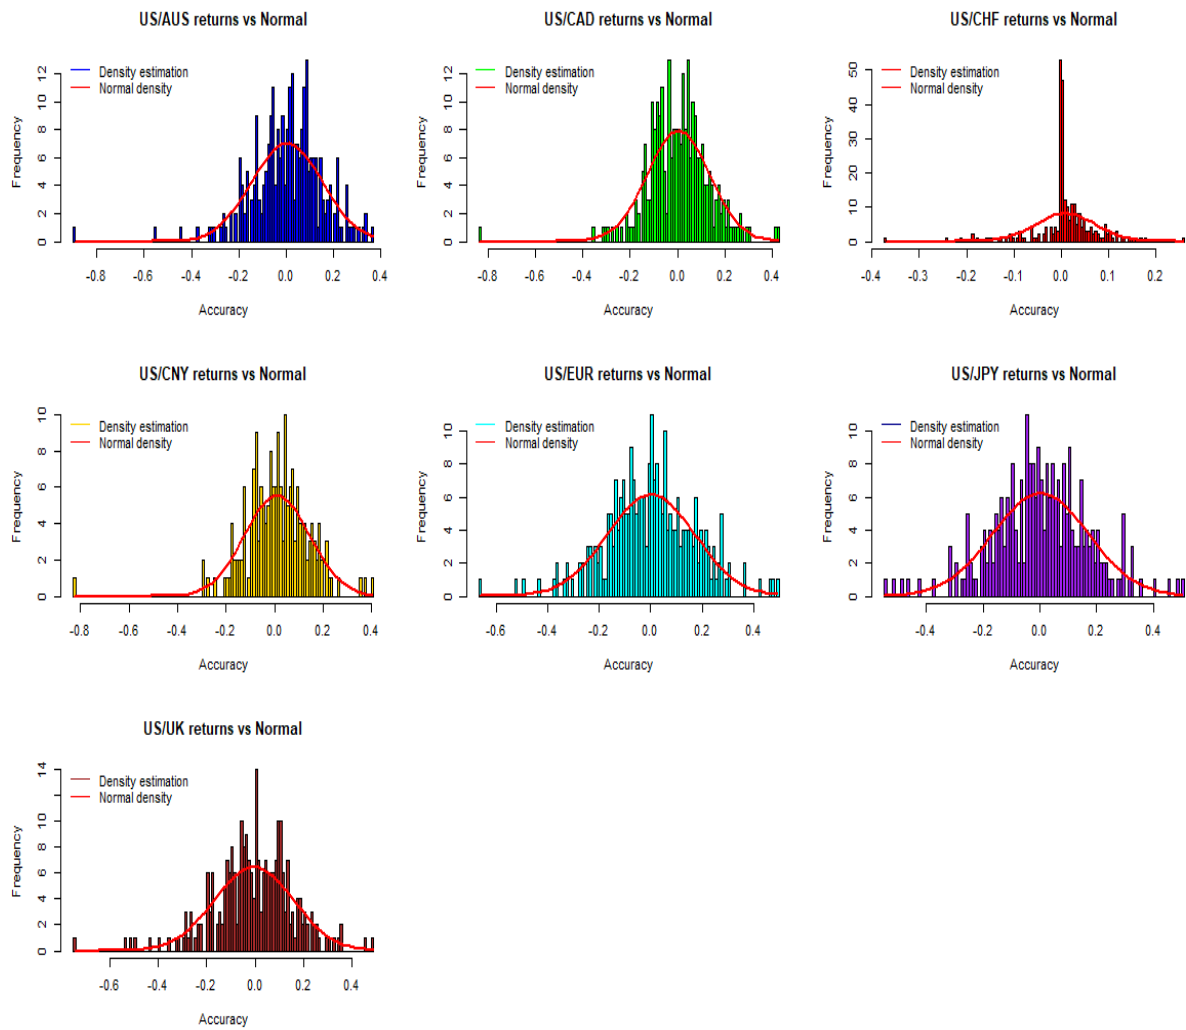 US/AUS returns vs Normal
Density estimation
Normal density
Frequency
0 2 4 6 8 10 12
-0.8 -0.6 -0.4 -0.2 0.0 0.2 0.4
Accuracy
US/CAD returns vs Normal
Density estimation
Normal density
Frequency
0 2 4 6 8 10 12
-0.8 -0.6 -0.4 -0.2 0.0 0.2 0.4
Accuracy
US/CHF returns vs Normal
Density estimation
Normal density
Frequency
0 10 20 30 40 50
-0.4 -0.3 -0.2 -0.1 0.0 0.1 0.2
Accuracy
US/CNY returns vs Normal
Density estimation
Normal density
Frequency
0 2 4 6 8 10
-0.8 -0.6 -0.4 -0.2 0.0 0.2 0.4
Accuracy
US/EUR returns vs Normal
Density estimation
Normal density
Frequency
0 2 4 6 8 10
-0.6 -0.4 -0.2 0.0 0.2 0.4
Accuracy
US/JPY returns vs Normal
Density estimation
Normal density
Frequency
0 2 4 6 8 10
-0.4 -0.2 0.0 0.2 0.4
Accuracy
US/UK returns vs Normal
Density estimation
Normal density
Frequency
0 2 4 6 8 10 14
-0.6 -0.4 -0.2 0.0 0.2 0.4
Accuracy